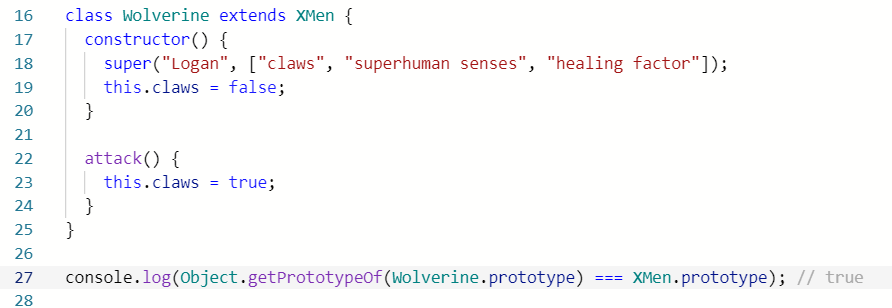 16 class Wolverine extends XMen {
17   constructor() {
18     super("Logan", ["claws", "superhuman senses", "healing factor"]);
19     this.claws = false;
20   }
21
22   attack() {
23     this.claws = true;
24   }
25 }
26
27 console.log(Object.getPrototypeOf(Wolverine.prototype) === XMen.prototype); // true
28